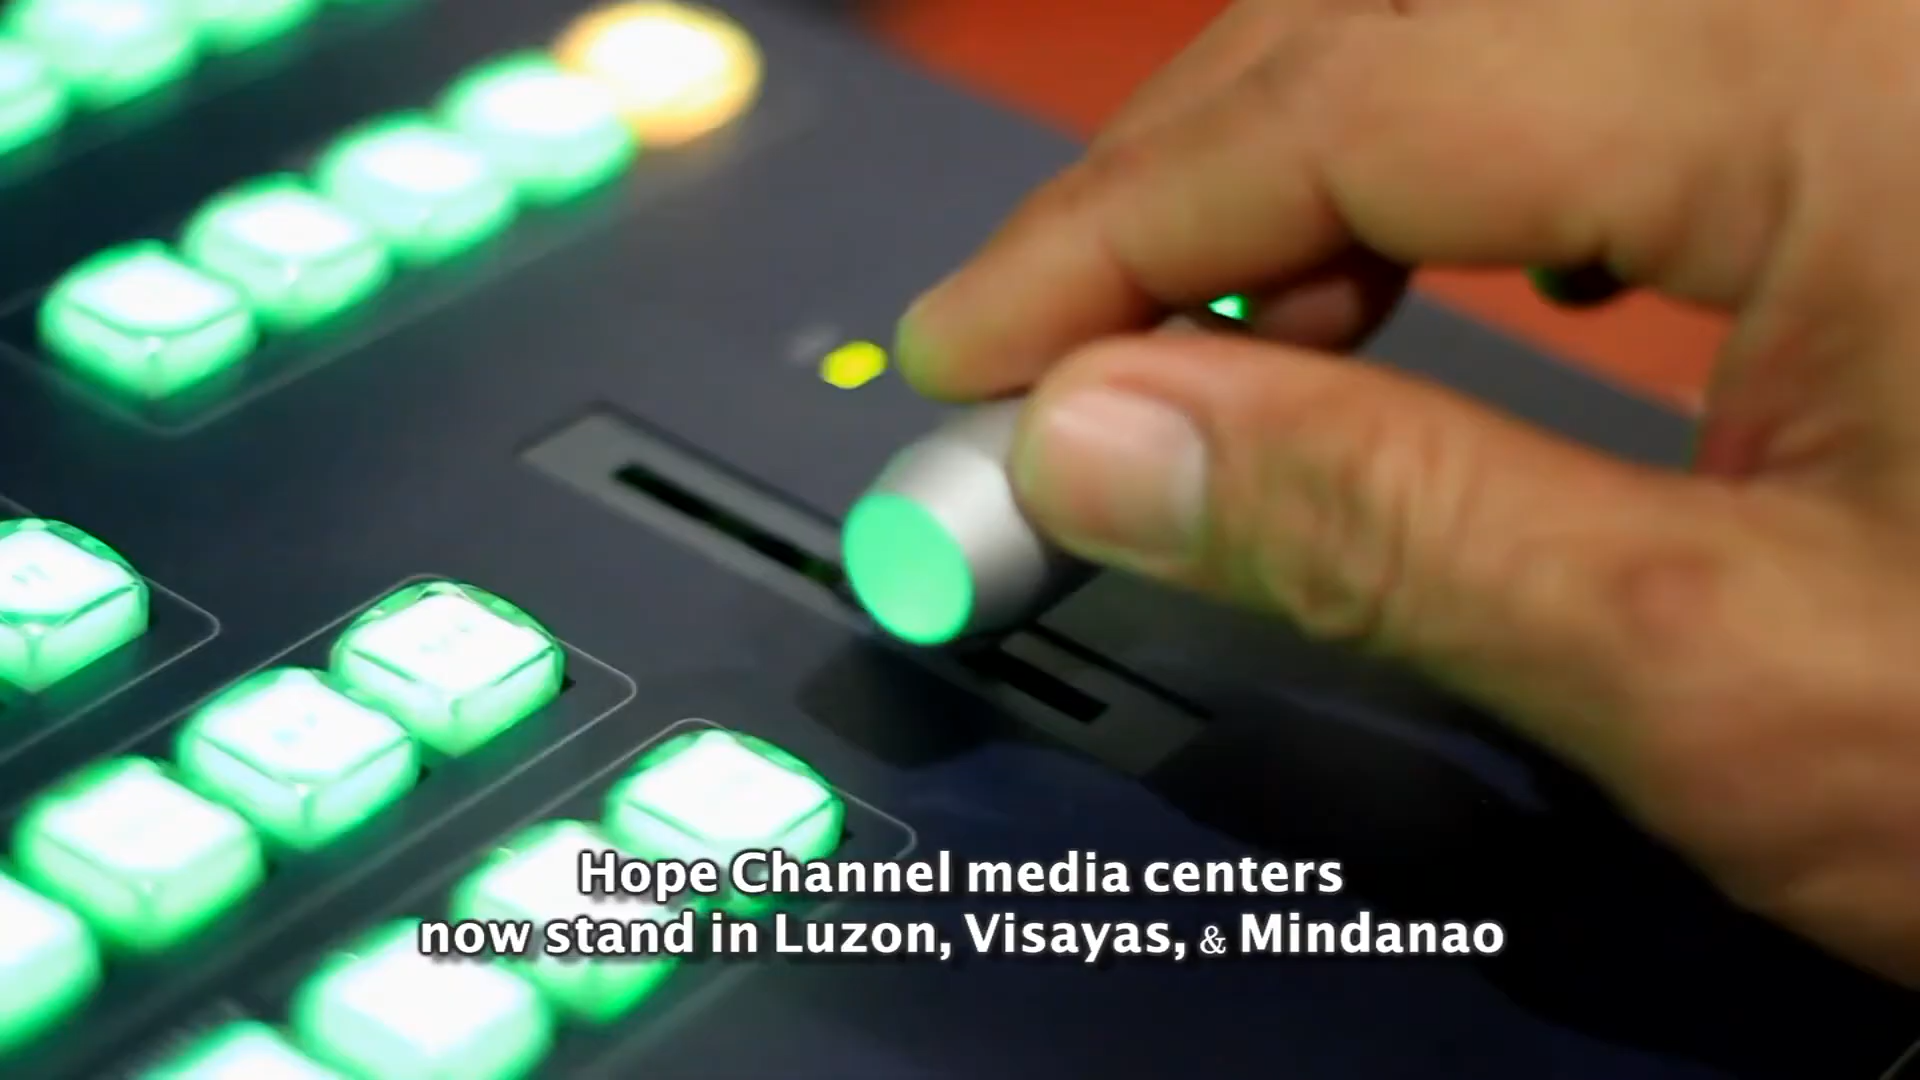 Hope Channel media centers
now stand in Luzon, Visayas, & Mindanao